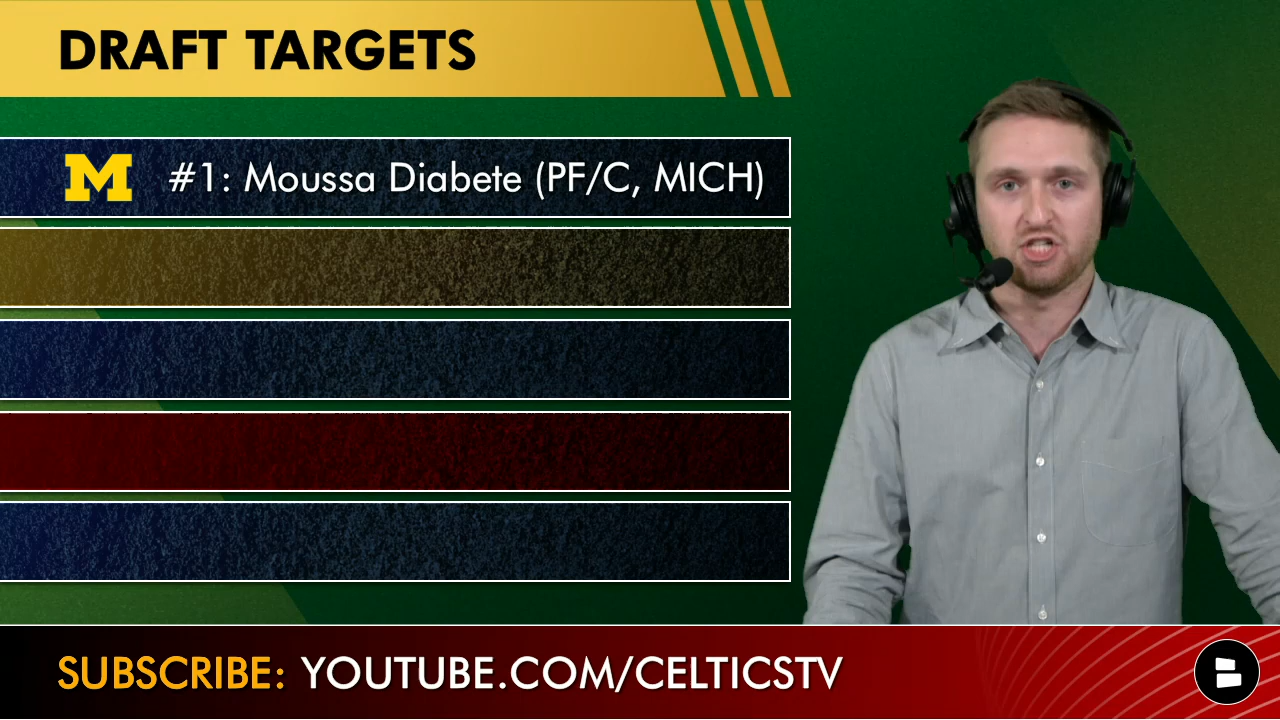 DRAFT TARGETS
M #1: Moussa Diabete (PF/C, MICH)
SUBSCRIBE: YOUTUBE.COM/CELTICSTV